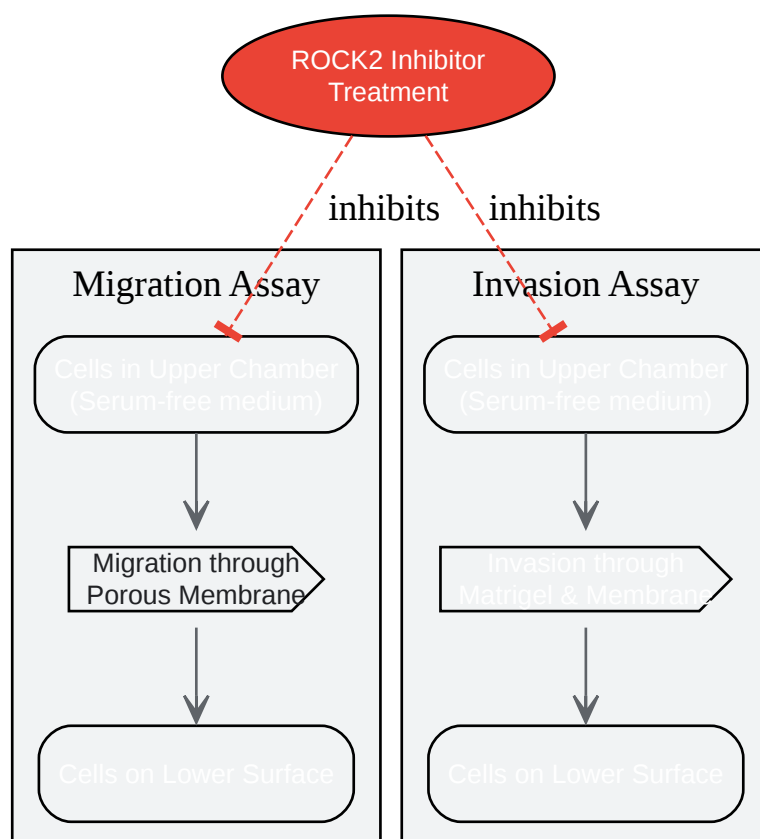 ROCK2 Inhibitor
Treatment
inhibits
inhibits
Migration Assay
Cells in Upper Chamber
(Serum-free medium)
Migration through
Porous Membrane
Cells on Lower Surface
Invasion Assay
Cells in Upper Chamber
(Serum-free medium)
Invasion through
Matrigel & Membrane
Cells on Lower Surface